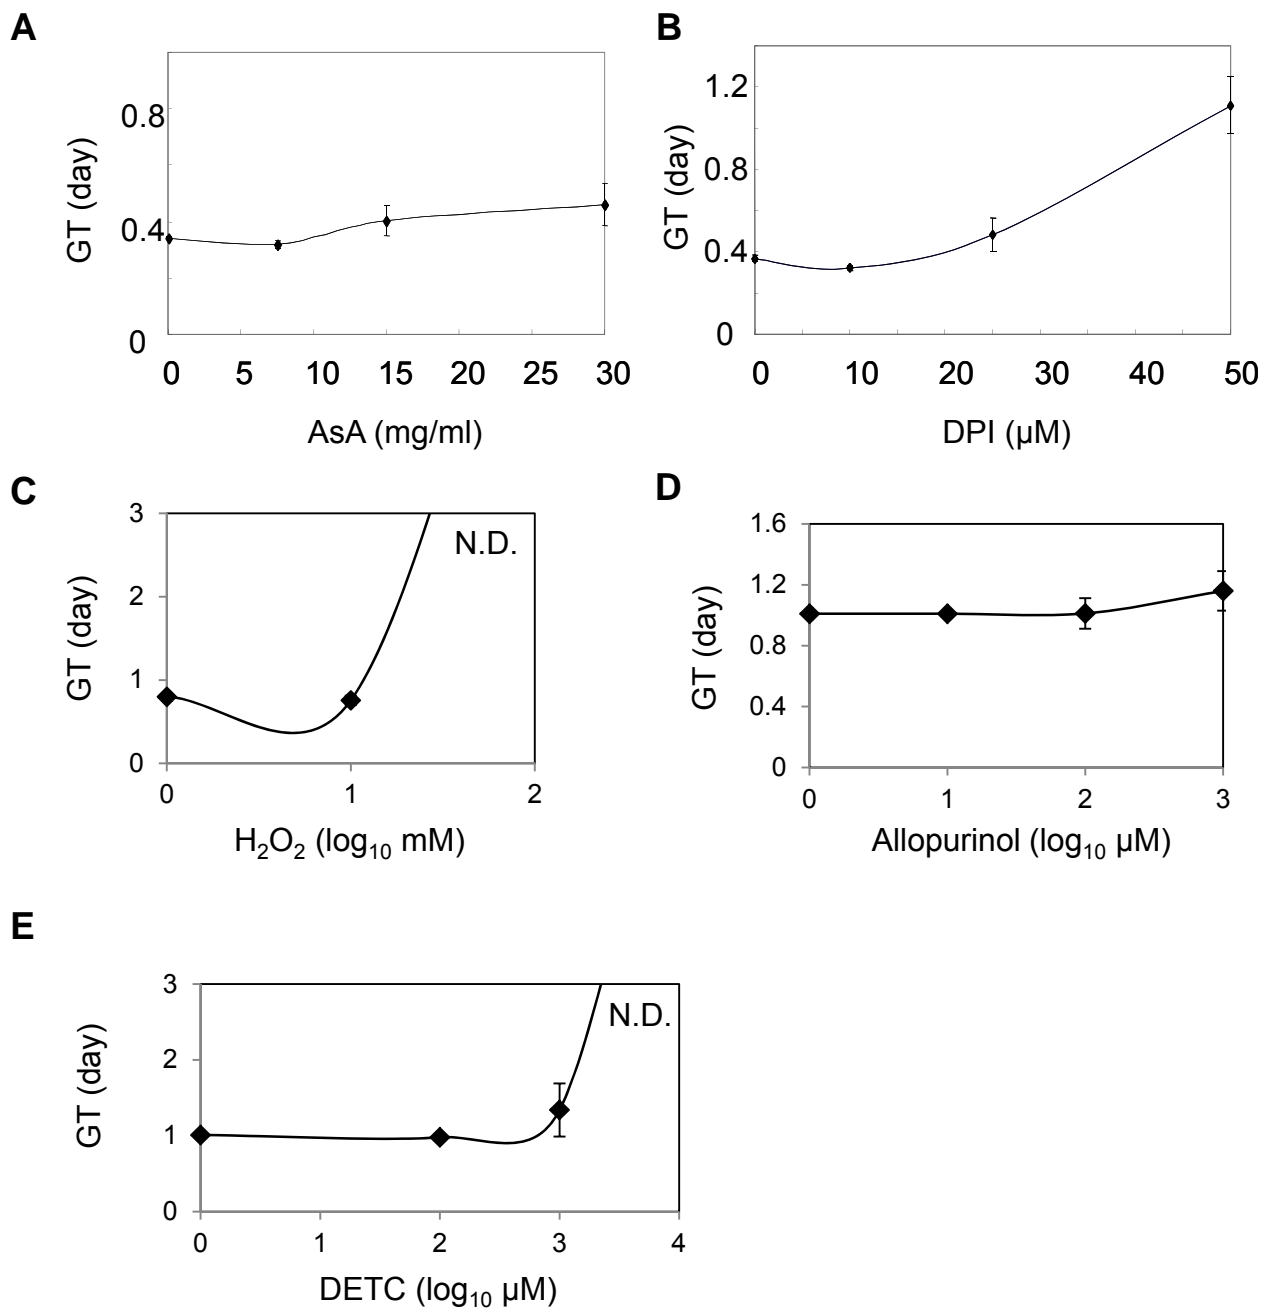 A
GT (day)
0.8
0.4
0
0 5 10 15 20 25 30
AsA (mg/ml)
B
GT (day)
1.2
0.8
0.4
0
0 10 20 30 40 50
DPI (µM)
C
GT (day)
3
2
1
0
N.D.
0 1 2
H₂O₂ (log₁₀ mM)
D
GT (day)
1.6
1.2
0.8
0.4
0
0 1 2 3
Allopurinol (log₁₀ µM)
E
GT (day)
3
2
1
0
N.D.
0 1 2 3 4
DETC (log₁₀ µM)